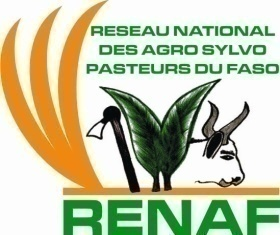 RESEAU NATIONAL
DES AGRO SYLVO
PASTEURS DU FASO
RENAF